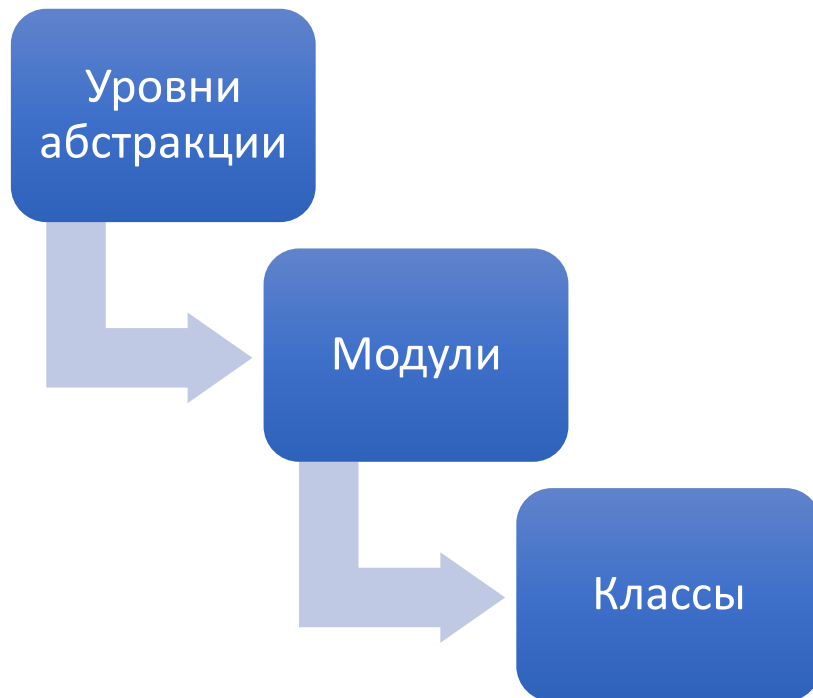 Уровни
абстракции
Модули
Классы